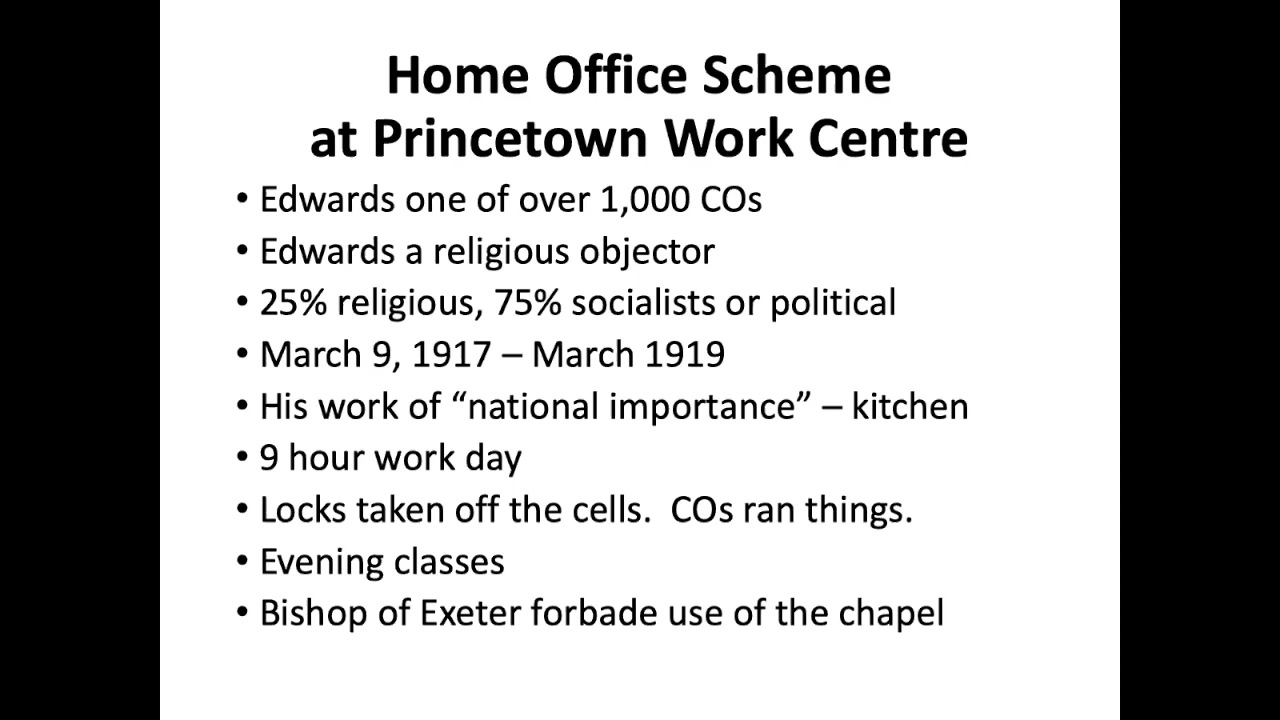 Home Office Scheme
at Princetown Work Centre
• Edwards one of over 1,000 COs
• Edwards a religious objector
• 25% religious, 75% socialists or political
• March 9, 1917 – March 1919
• His work of “national importance” – kitchen
• 9 hour work day
• Locks taken off the cells.  COs ran things.
• Evening classes
• Bishop of Exeter forbade use of the chapel